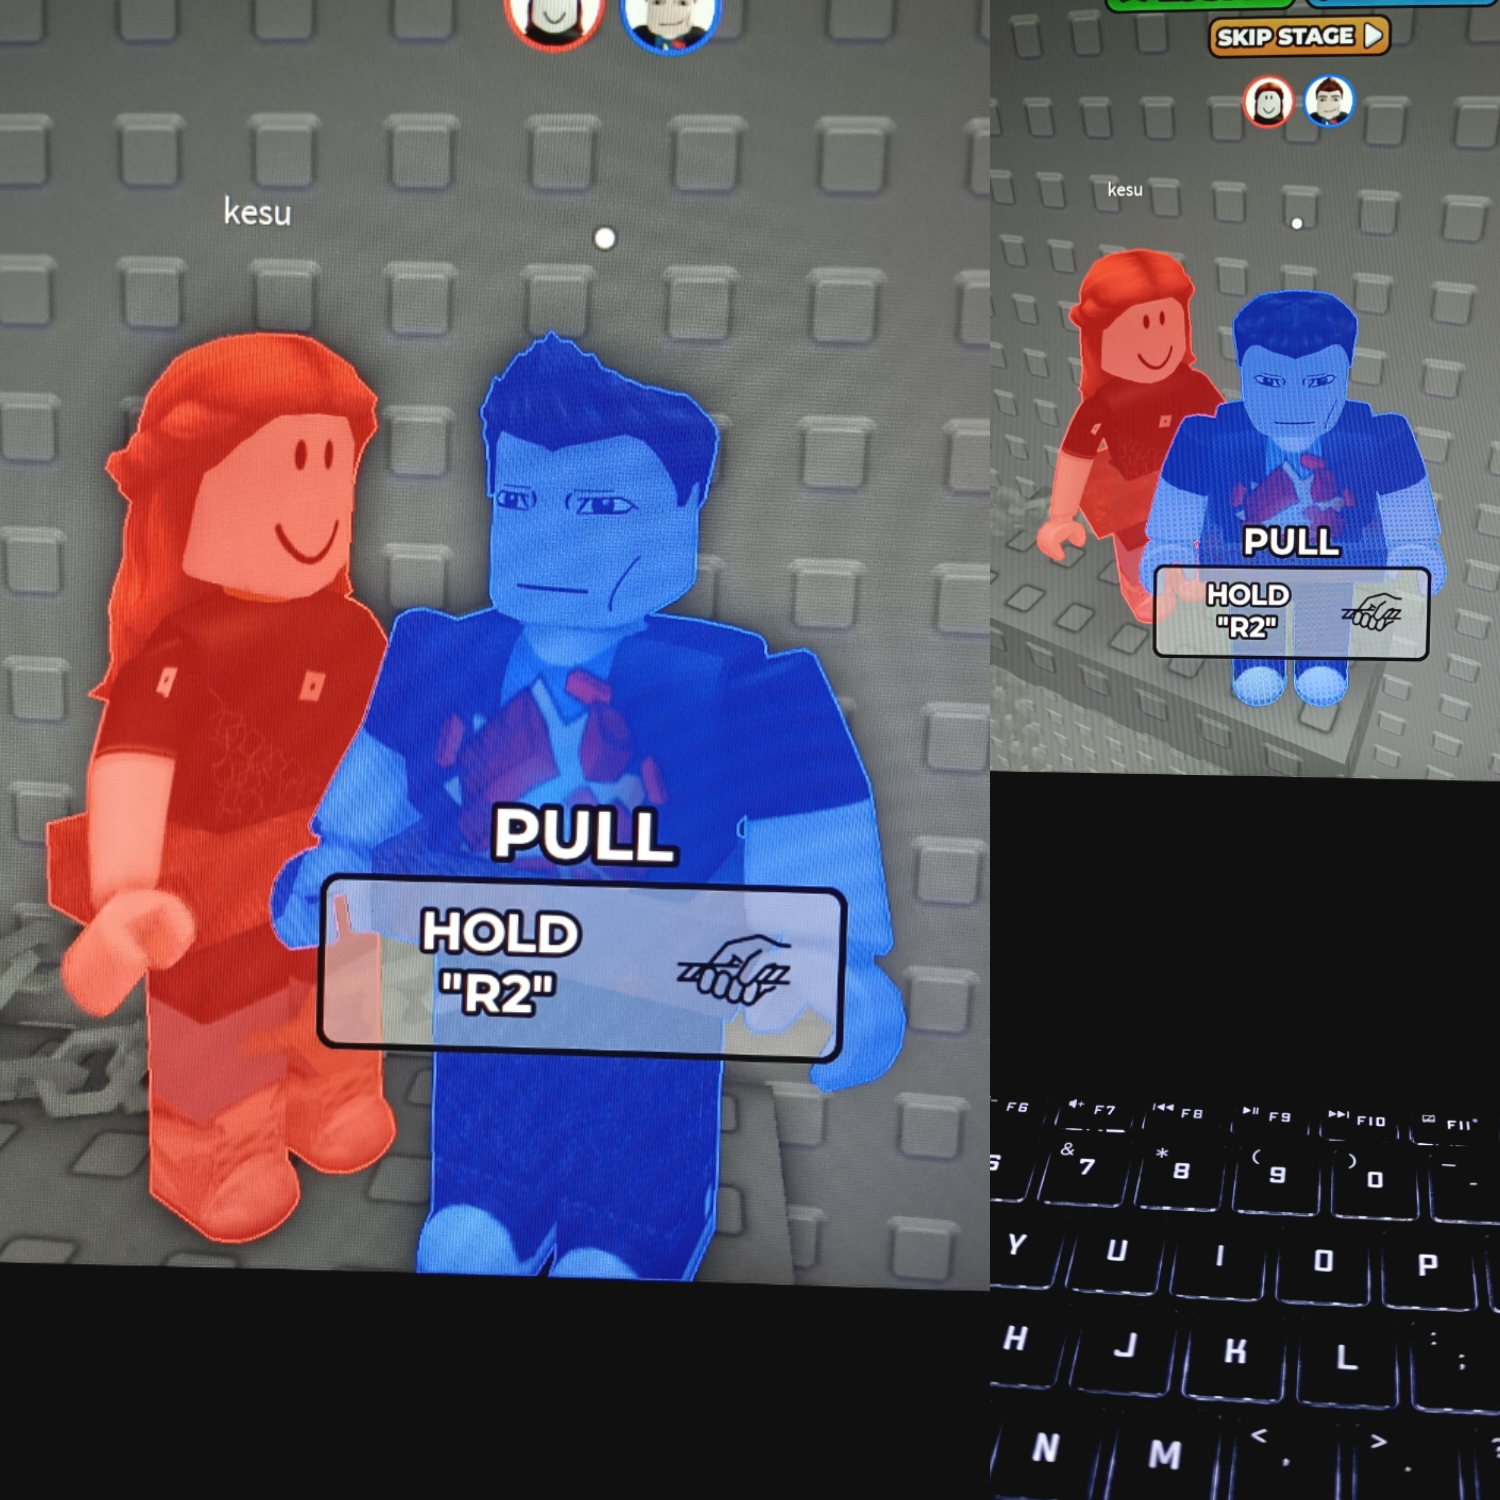 kesu
PULL
HOLD
"R2"
SKIP STAGE
kesu
PULL
HOLD
"R2"
F6 F7 F8 F9 F10 F11
& 7 * 8 ( 9 ) 0 _ -
Y U I O P
H J K L : ;
N M < , > .